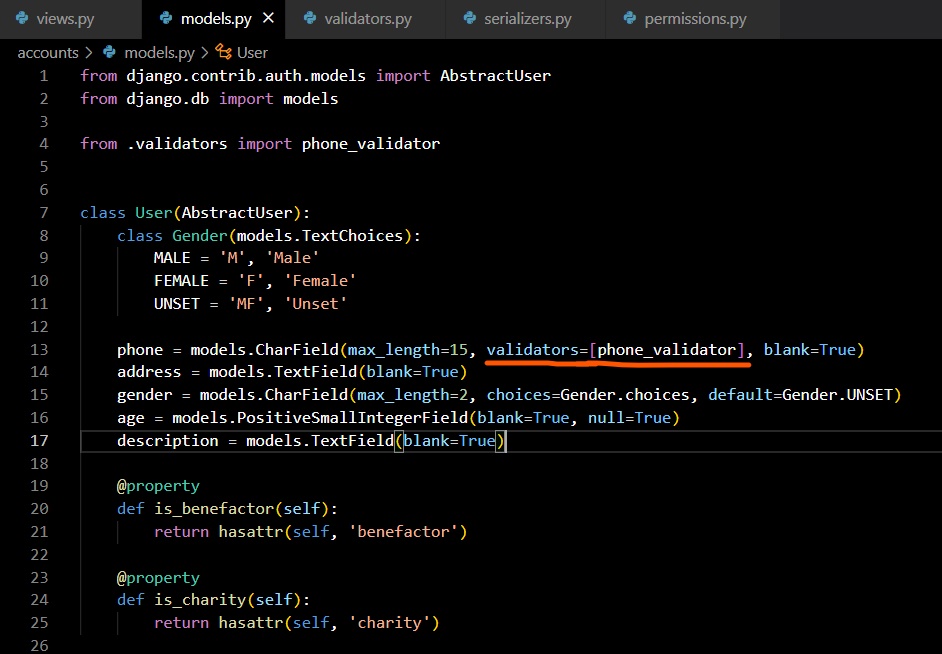 views.py models.py validators.py serializers.py permissions.py
accounts > models.py > User
1 from django.contrib.auth.models import AbstractUser
2 from django.db import models
3
4 from .validators import phone_validator
5
6
7 class User(AbstractUser):
8     class Gender(models.TextChoices):
9         MALE = 'M', 'Male'
10         FEMALE = 'F', 'Female'
11         UNSET = 'MF', 'Unset'
12
13     phone = models.CharField(max_length=15, validators=[phone_validator], blank=True)
14     address = models.TextField(blank=True)
15     gender = models.CharField(max_length=2, choices=Gender.choices, default=Gender.UNSET)
16     age = models.PositiveSmallIntegerField(blank=True, null=True)
17     description = models.TextField(blank=True)
18
19     @property
20     def is_benefactor(self):
21         return hasattr(self, 'benefactor')
22
23     @property
24     def is_charity(self):
25         return hasattr(self, 'charity')
26